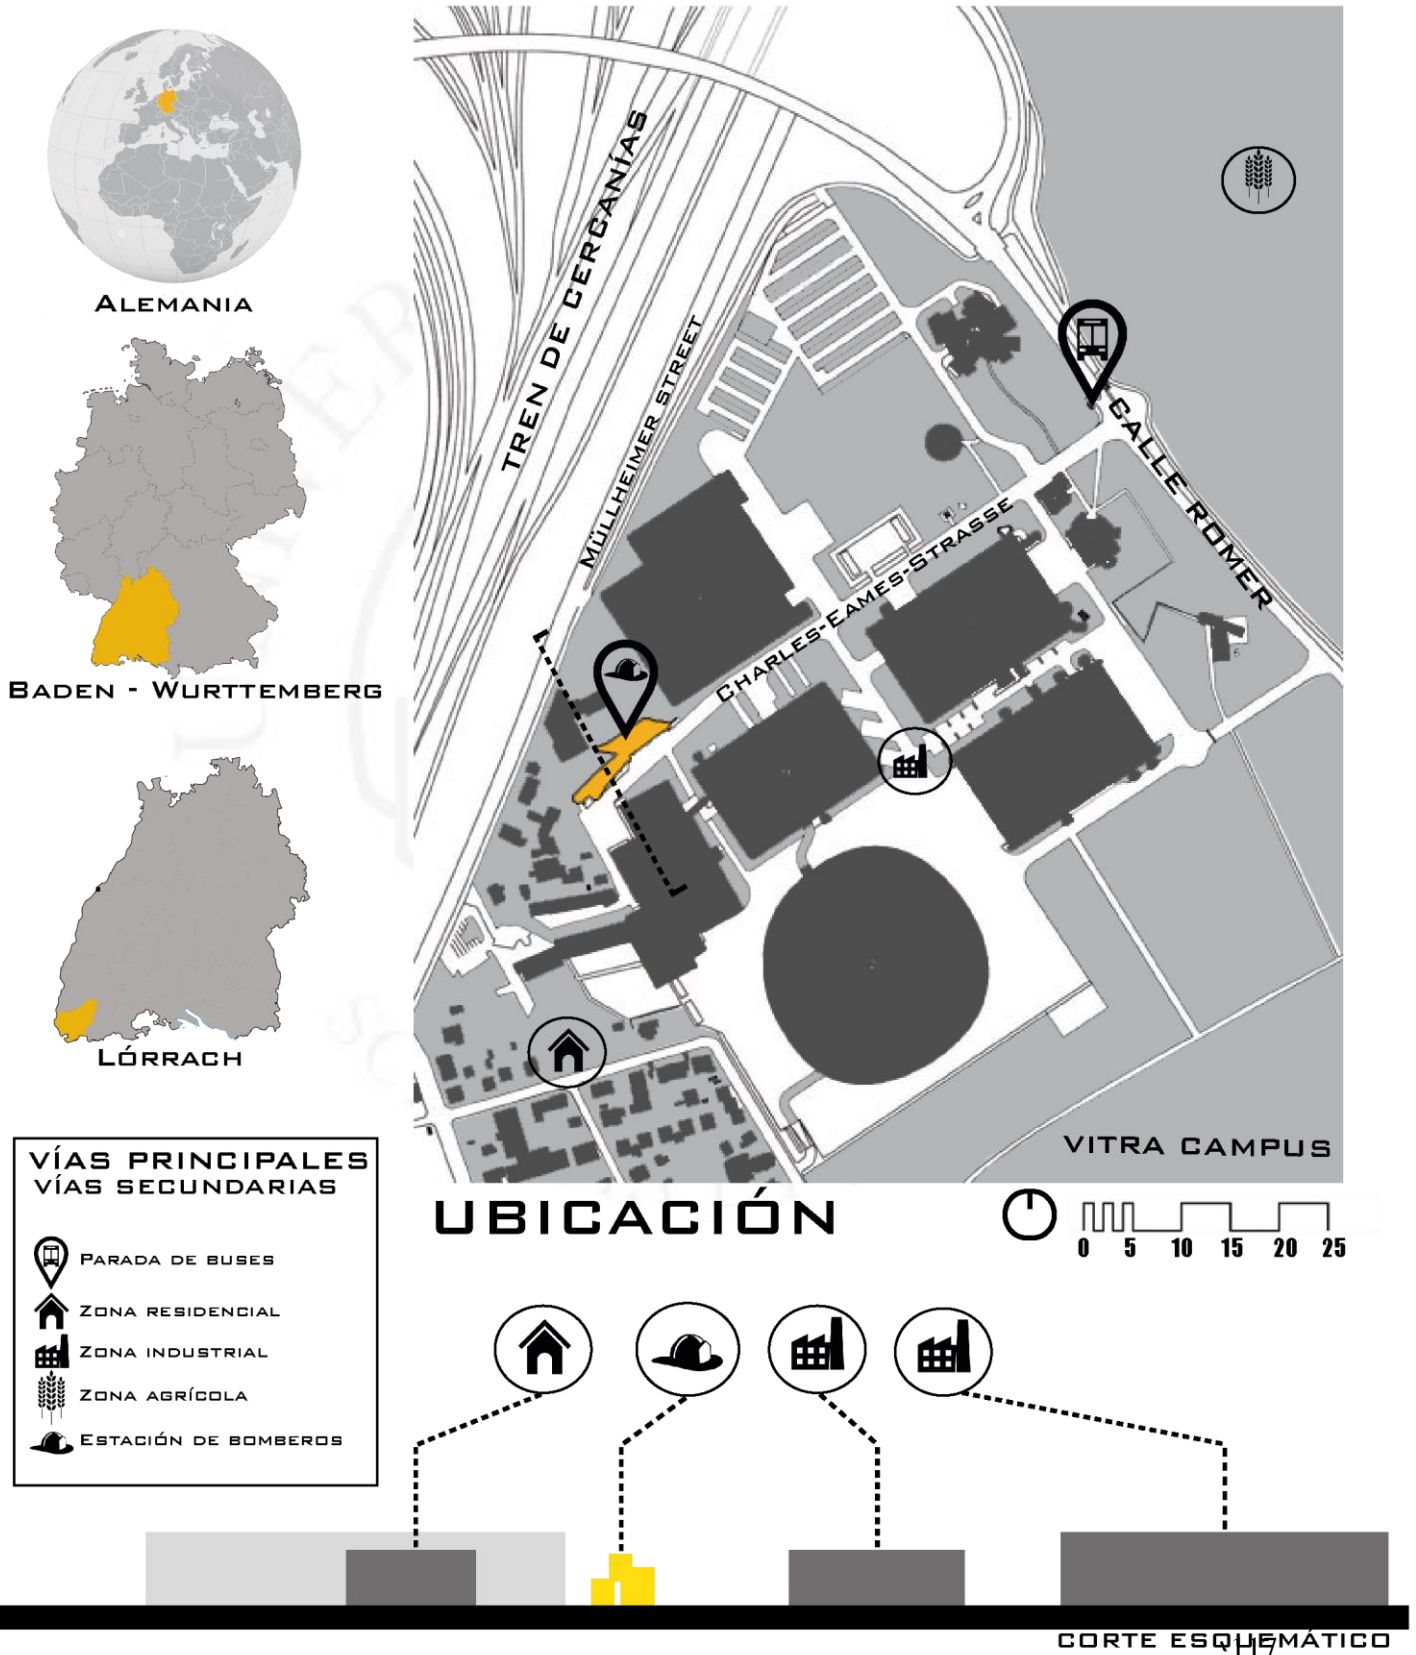 ALEMANIA
BADEN - WURTTEMBERG
LÓRRACH
TREN DE CERCANÍAS
MÜLLHEIMER STREET
CHARLES-EAMES-STRASSE
CALLE RÖMER
VITRA CAMPUS
UBICACIÓN
0 5 10 15 20 25
VÍAS PRINCIPALES
VÍAS SECUNDARIAS
PARADA DE BUSES
ZONA RESIDENCIAL
ZONA INDUSTRIAL
ZONA AGRÍCOLA
ESTACIÓN DE BOMBEROS
CORTE ESQUEMÁTICO